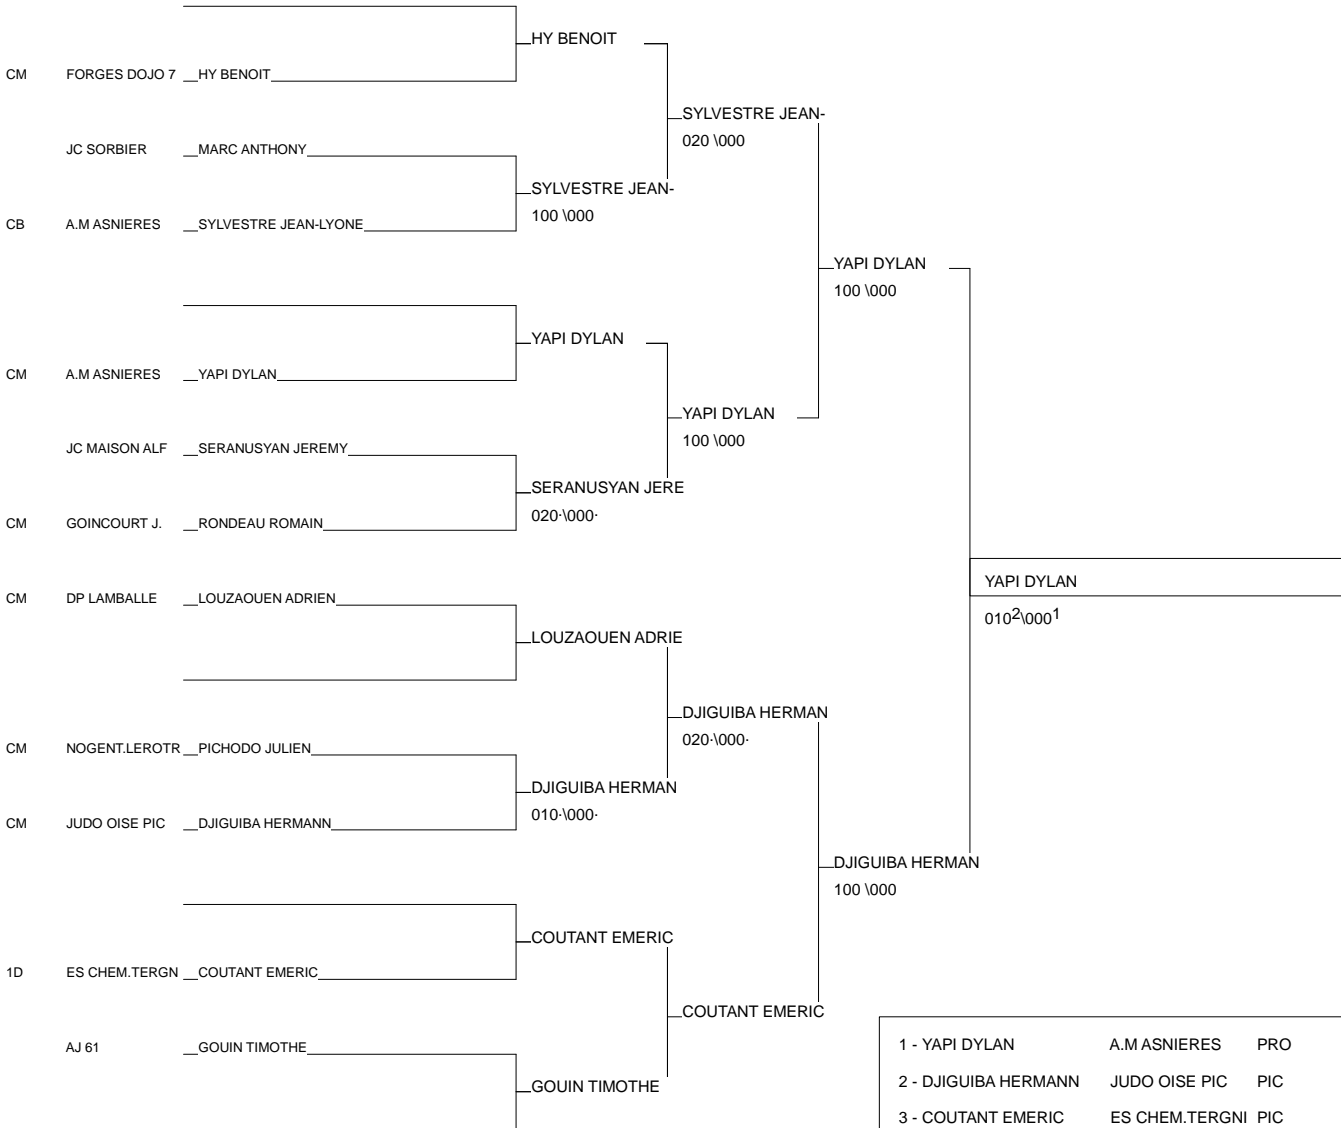 HY BENOIT
CM FORGES DOJO 7 HY BENOIT
SYLVESTRE JEAN-
020 \000
JC SORBIER MARC ANTHONY
SYLVESTRE JEAN-
100 \000
CB A.M ASNIERES SYLVESTRE JEAN-LYONE
YAPI DYLAN
100 \000
YAPI DYLAN
CM A.M ASNIERES YAPI DYLAN
YAPI DYLAN
100 \000
JC MAISON ALF SERANUSYAN JEREMY
SERANUSYAN JERE
020·\000·
CM GOINCOURT J. RONDEAU ROMAIN
YAPI DYLAN
010²\000¹
CM DP LAMBALLE LOUZAOUEN ADRIEN
LOUZAOUEN ADRIE
DJIGUIBA HERMAN
020·\000·
CM NOGENT.LEROTR PICHODO JULIEN
DJIGUIBA HERMAN
010·\000·
CM JUDO OISE PIC DJIGUIBA HERMANN
DJIGUIBA HERMAN
100 \000
COUTANT EMERIC
1D ES CHEM.TERGN COUTANT EMERIC
COUTANT EMERIC
AJ 61 GOUIN TIMOTHE
GOUIN TIMOTHE
1 - YAPI DYLAN A.M ASNIERES PRO
2 - DJIGUIBA HERMANN JUDO OISE PIC PIC
3 - COUTANT EMERIC ES CHEM.TERGNI PIC